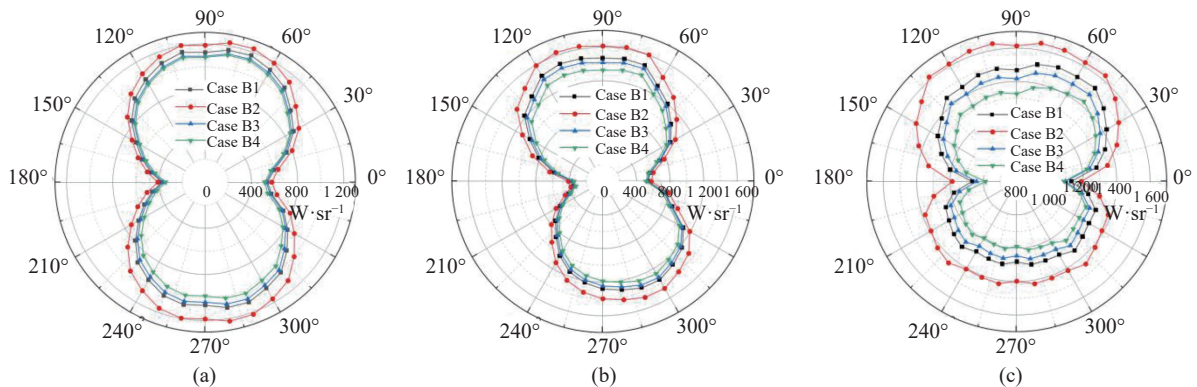 90°
120°
60°
150°
30°
180°
0°
210°
240°
300°
270°
Case B1
Case B2
Case B3
Case B4
0 400 800 1 200
W·sr⁻¹
(a)
90°
120°
60°
150°
30°
180°
0°
210°
240°
300°
270°
Case B1
Case B2
Case B3
Case B4
0 400 800 1 200 1 600
W·sr⁻¹
(b)
90°
120°
60°
150°
30°
180°
0°
210°
240°
300°
270°
Case B1
Case B2
Case B3
Case B4
800 1 000 1 200 1 400 1 600
W·sr⁻¹
(c)